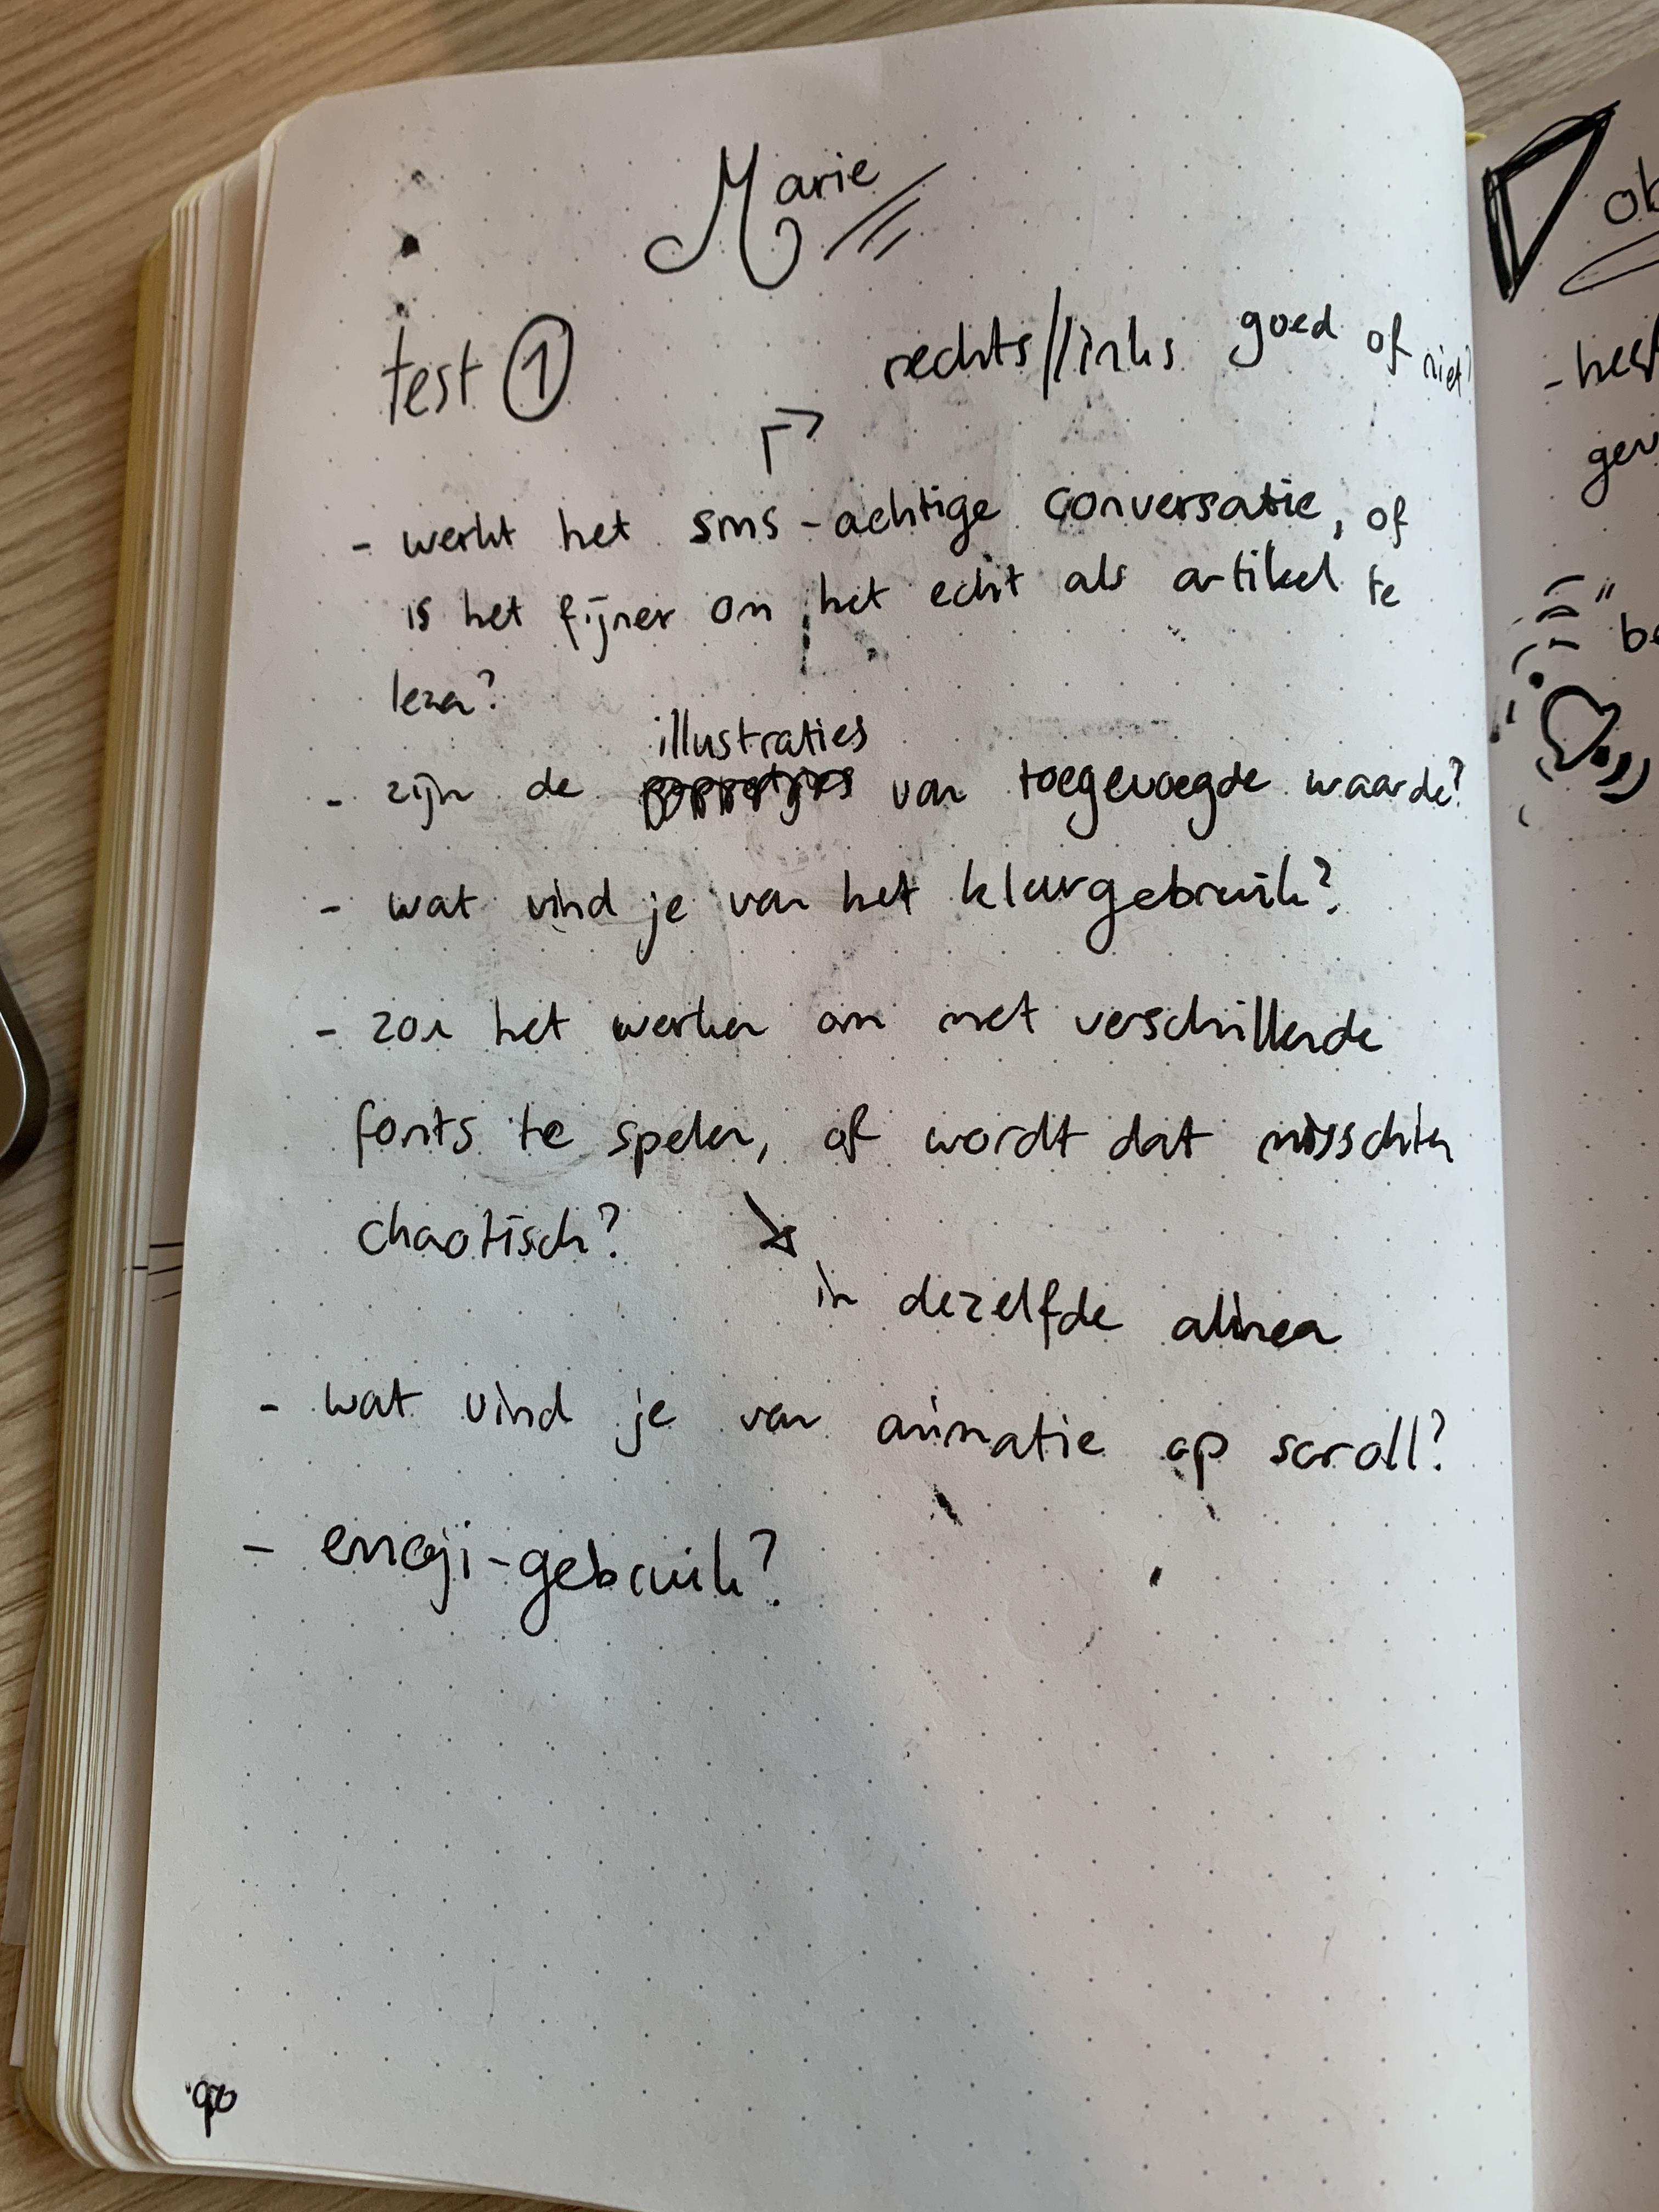 Marie
test 1
rechts//links goed of niet?
- werkt het sms-achtige conversatie, of
is het fijner om het echt als artikel te
lezen?
illustraties
- zijn de poppetjes van toegevoegde waarde?
- wat vind je van het kleurgebruik?
- zou het werken om met verschillende
fonts te spelen, of wordt dat misschien
chaotisch?
in dezelfde alinea
- wat vind je van animatie op scroll?
- emoji-gebruik?
ob
- heef
gev
"be